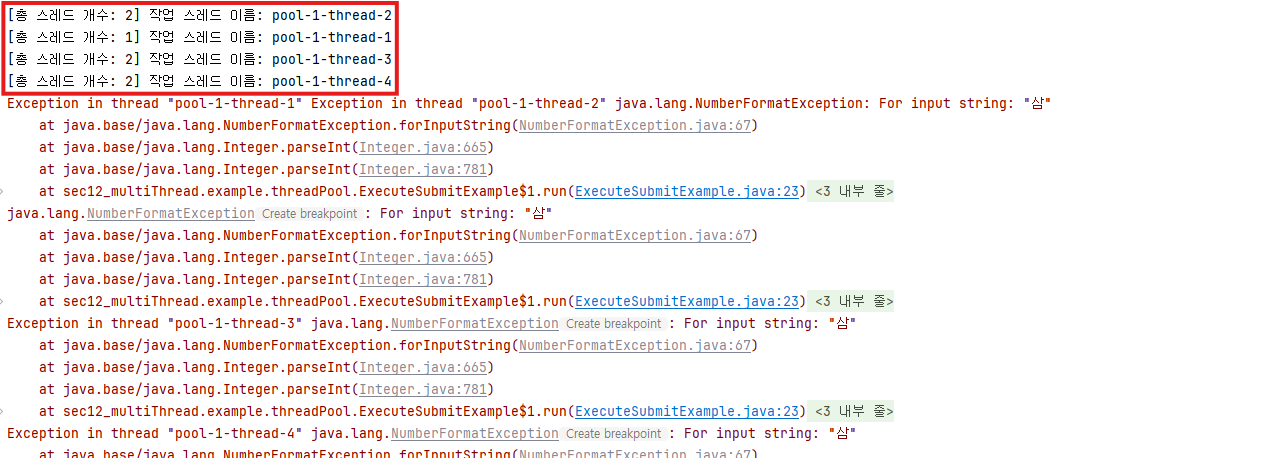 [총 스레드 개수: 2] 작업 스레드 이름: pool-1-thread-2
[총 스레드 개수: 1] 작업 스레드 이름: pool-1-thread-1
[총 스레드 개수: 2] 작업 스레드 이름: pool-1-thread-3
[총 스레드 개수: 2] 작업 스레드 이름: pool-1-thread-4
Exception in thread "pool-1-thread-1" Exception in thread "pool-1-thread-2" java.lang.NumberFormatException: For input string: "삼"
at java.base/java.lang.NumberFormatException.forInputString(NumberFormatException.java:67)
at java.base/java.lang.Integer.parseInt(Integer.java:665)
at java.base/java.lang.Integer.parseInt(Integer.java:781)
at sec12_multiThread.example.threadPool.ExecuteSubmitExample$1.run(ExecuteSubmitExample.java:23) <3 내부 줄>
java.lang.NumberFormatException Create breakpoint : For input string: "삼"
at java.base/java.lang.NumberFormatException.forInputString(NumberFormatException.java:67)
at java.base/java.lang.Integer.parseInt(Integer.java:665)
at java.base/java.lang.Integer.parseInt(Integer.java:781)
at sec12_multiThread.example.threadPool.ExecuteSubmitExample$1.run(ExecuteSubmitExample.java:23) <3 내부 줄>
Exception in thread "pool-1-thread-3" java.lang.NumberFormatException Create breakpoint : For input string: "삼"
at java.base/java.lang.NumberFormatException.forInputString(NumberFormatException.java:67)
at java.base/java.lang.Integer.parseInt(Integer.java:665)
at java.base/java.lang.Integer.parseInt(Integer.java:781)
at sec12_multiThread.example.threadPool.ExecuteSubmitExample$1.run(ExecuteSubmitExample.java:23) <3 내부 줄>
Exception in thread "pool-1-thread-4" java.lang.NumberFormatException Create breakpoint : For input string: "삼"
at java.base/java.lang.NumberFormatException.forInputString(NumberFormatException.java:67)